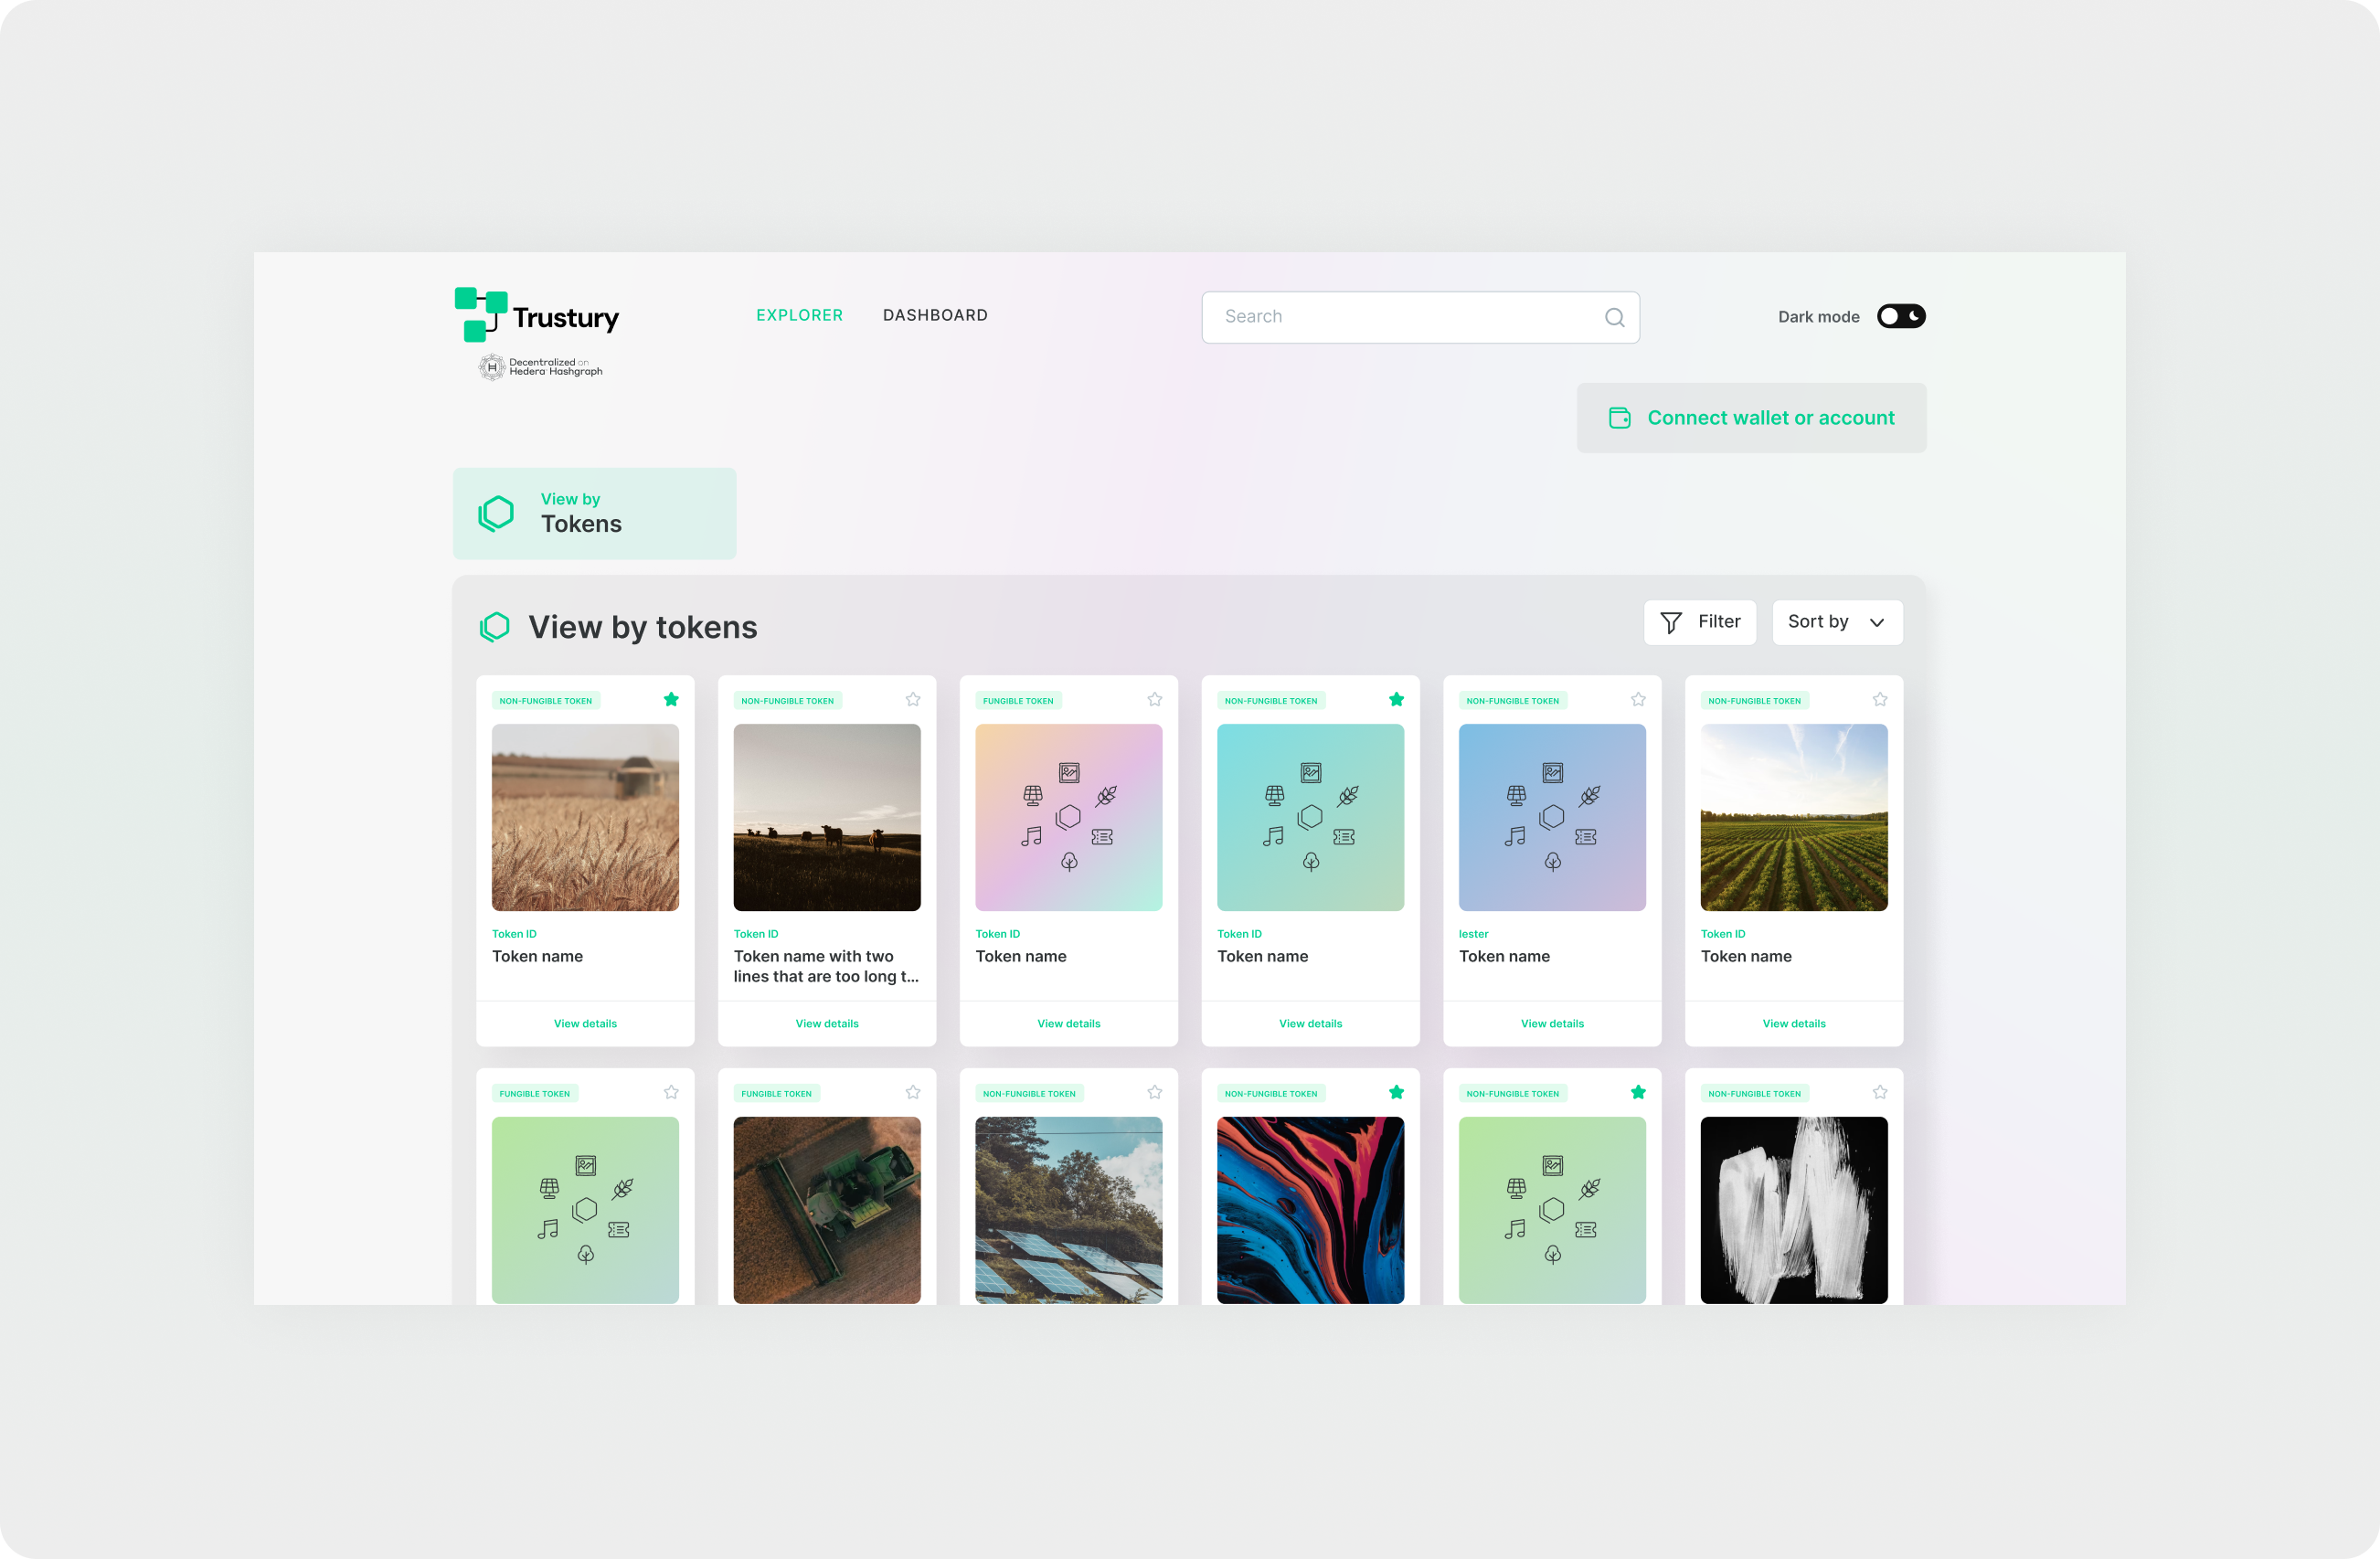 Trustury
Decentralized on
Hedera Hashgraph
EXPLORER
DASHBOARD
Search
Dark mode
Connect wallet or account
View by
Tokens
View by tokens
Filter
Sort by
NON-FUNGIBLE TOKEN
NON-FUNGIBLE TOKEN
FUNGIBLE TOKEN
NON-FUNGIBLE TOKEN
NON-FUNGIBLE TOKEN
NON-FUNGIBLE TOKEN
Token ID
Token name
Token ID
Token name with two
lines that are too long t...
Token ID
Token name
Token ID
Token name
lester
Token name
Token ID
Token name
View details
View details
View details
View details
View details
View details
FUNGIBLE TOKEN
FUNGIBLE TOKEN
NON-FUNGIBLE TOKEN
NON-FUNGIBLE TOKEN
NON-FUNGIBLE TOKEN
NON-FUNGIBLE TOKEN